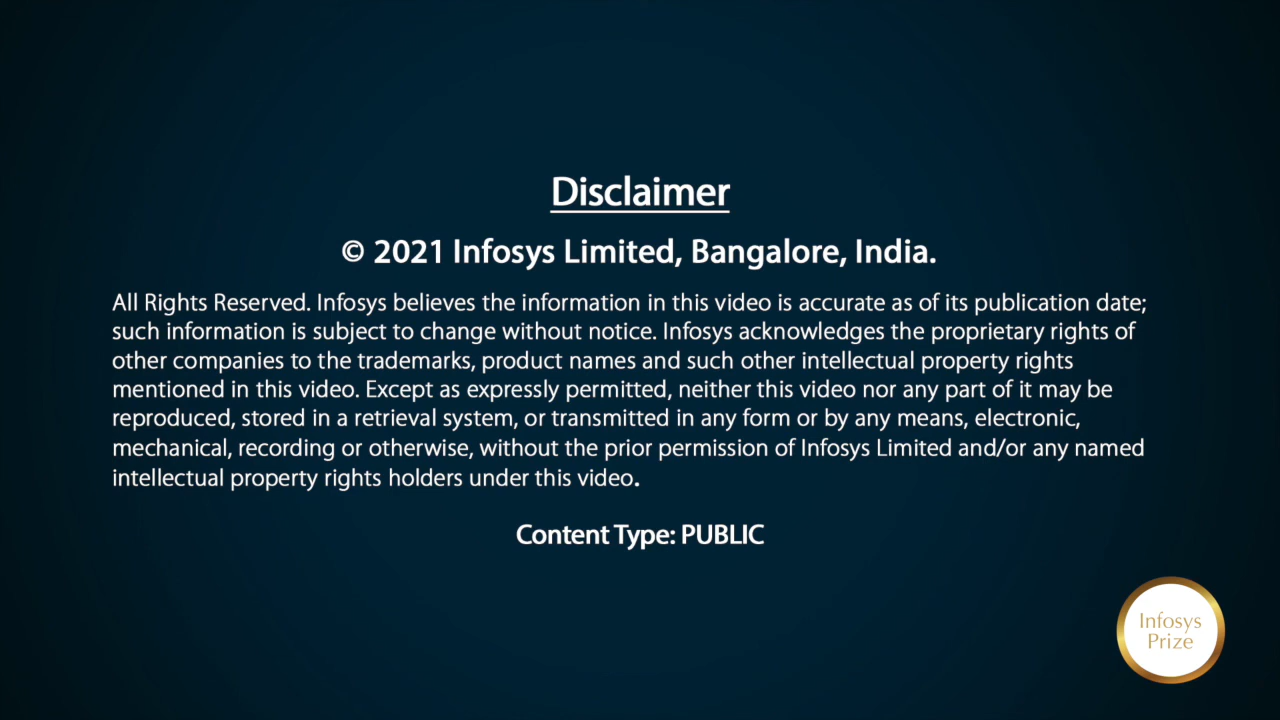 Disclaimer
© 2021 Infosys Limited, Bangalore, India.
All Rights Reserved. Infosys believes the information in this video is accurate as of its publication date;
such information is subject to change without notice. Infosys acknowledges the proprietary rights of
other companies to the trademarks, product names and such other intellectual property rights
mentioned in this video. Except as expressly permitted, neither this video nor any part of it may be
reproduced, stored in a retrieval system, or transmitted in any form or by any means, electronic,
mechanical, recording or otherwise, without the prior permission of Infosys Limited and/or any named
intellectual property rights holders under this video.
Content Type: PUBLIC
Infosys
Prize